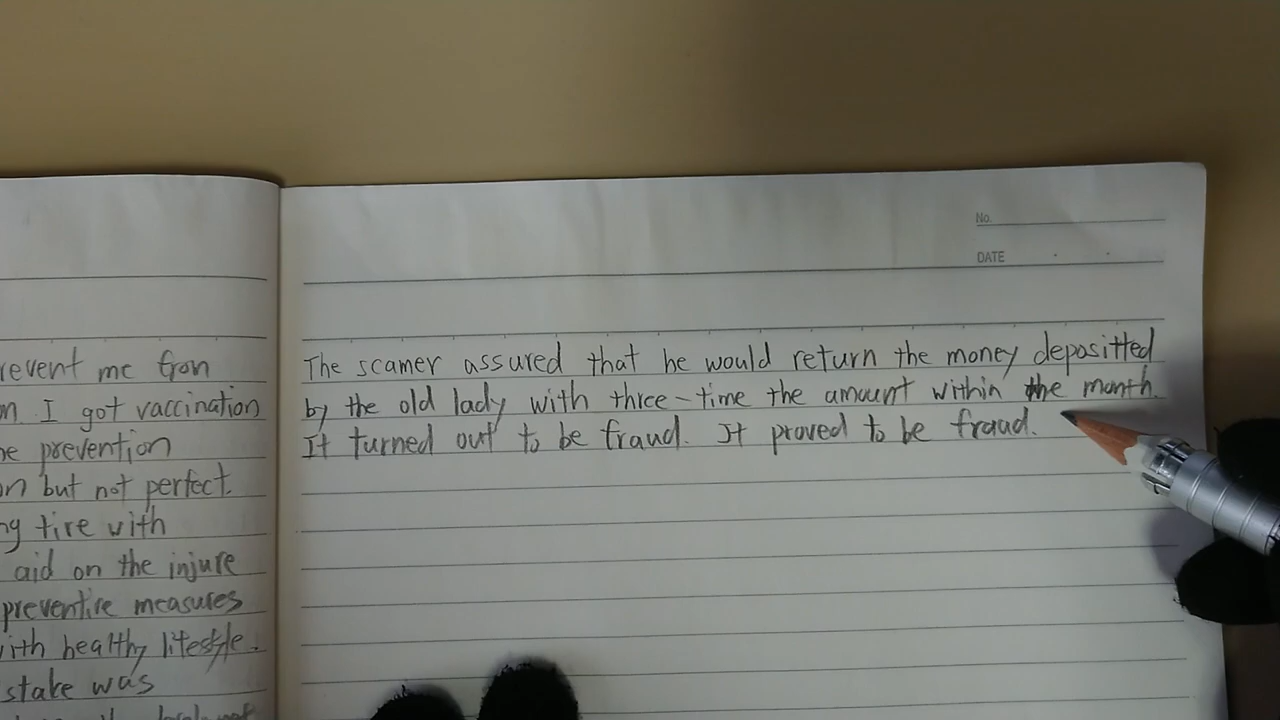 No.
DATE
revent me from
m. I got vaccination
he prevention
on but not perfect.
ng tire with
aid on the injure
preventive measures
ith healthy lifestyle.
stake was
The scamer assured that he would return the money depositted
by the old lady with three-time the amount within the month.
It turned out to be fraud. It proved to be fraud.